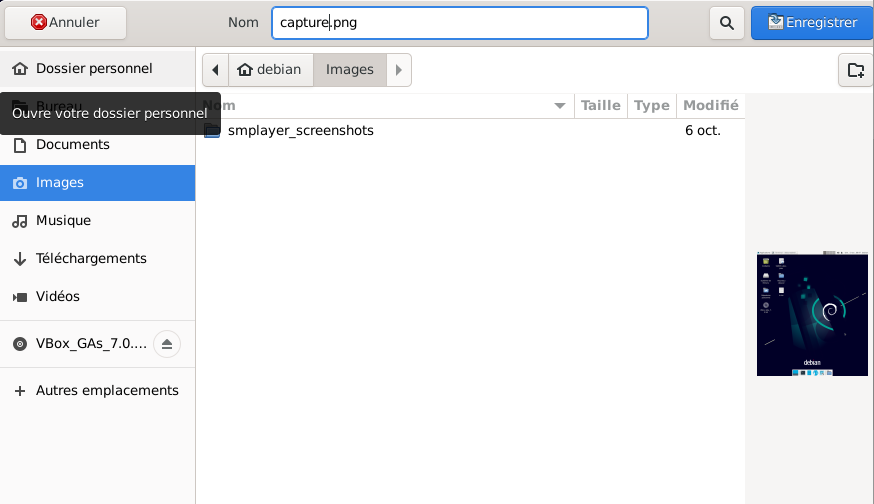 Annuler
Nom
capture.png
Enregistrer
Dossier personnel
debian
Images
Bureau
Nom
Taille
Type
Modifié
Ouvre votre dossier personnel
smplayer_screenshots
6 oct.
Documents
Images
Musique
Téléchargements
Vidéos
VBox_GAs_7.0....
Autres emplacements
debian